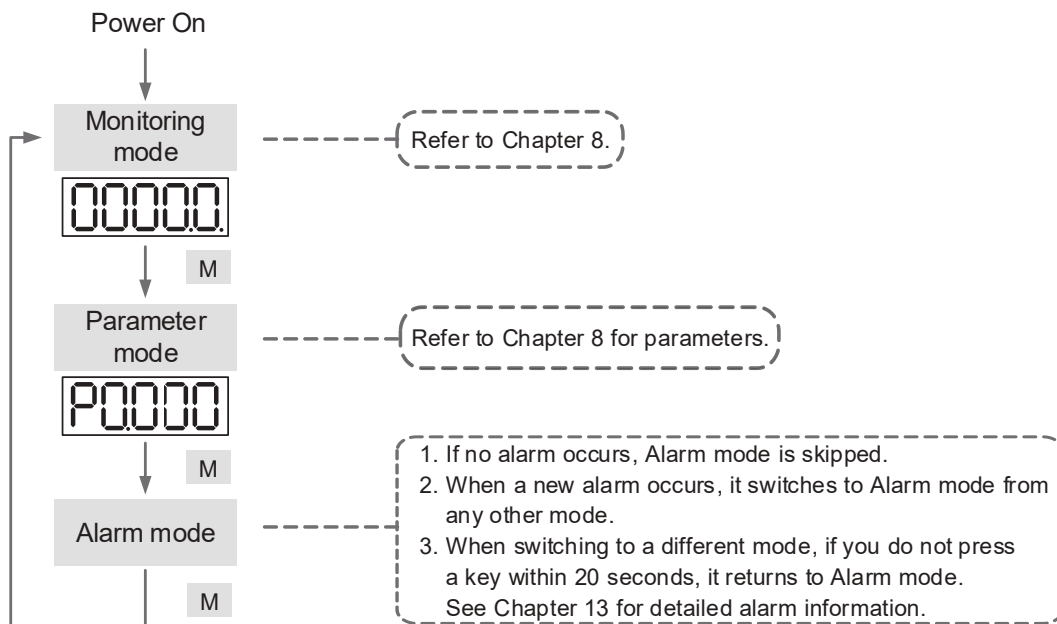 Power On
Monitoring
mode
Refer to Chapter 8.
0000.0.
M
Parameter
mode
Refer to Chapter 8 for parameters.
P0.000
M
1. If no alarm occurs, Alarm mode is skipped.
2. When a new alarm occurs, it switches to Alarm mode from
any other mode.
Alarm mode
3. When switching to a different mode, if you do not press
a key within 20 seconds, it returns to Alarm mode.
See Chapter 13 for detailed alarm information.
M